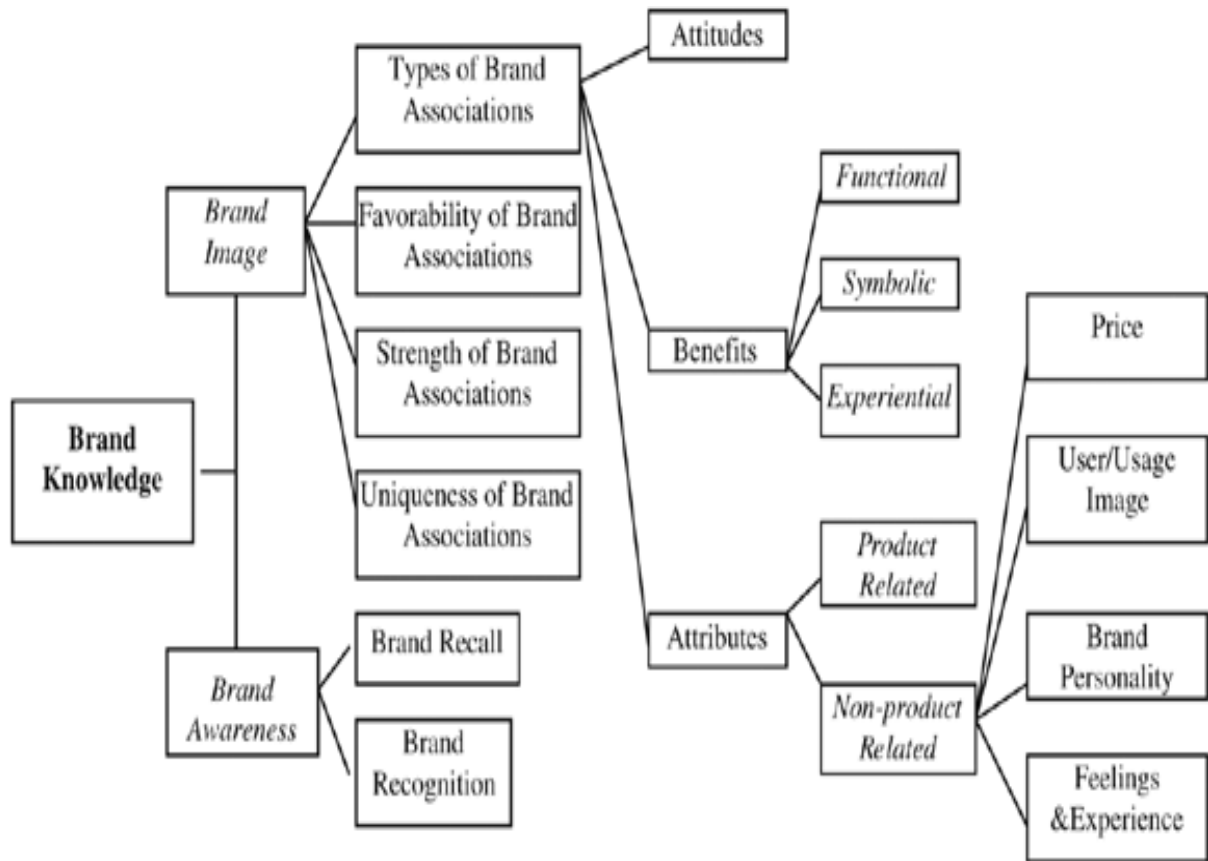 Types of Brand
Associations
Attitudes
Brand
Image
Favorability of Brand
Associations
Functional
Symbolic
Strength of Brand
Associations
Benefits
Experiential
Price
Brand
Knowledge
Uniqueness of Brand
Associations
User/Usage
Image
Product
Related
Brand Recall
Attributes
Brand
Awareness
Brand
Recognition
Non-product
Related
Brand
Personality
Feelings
&Experience